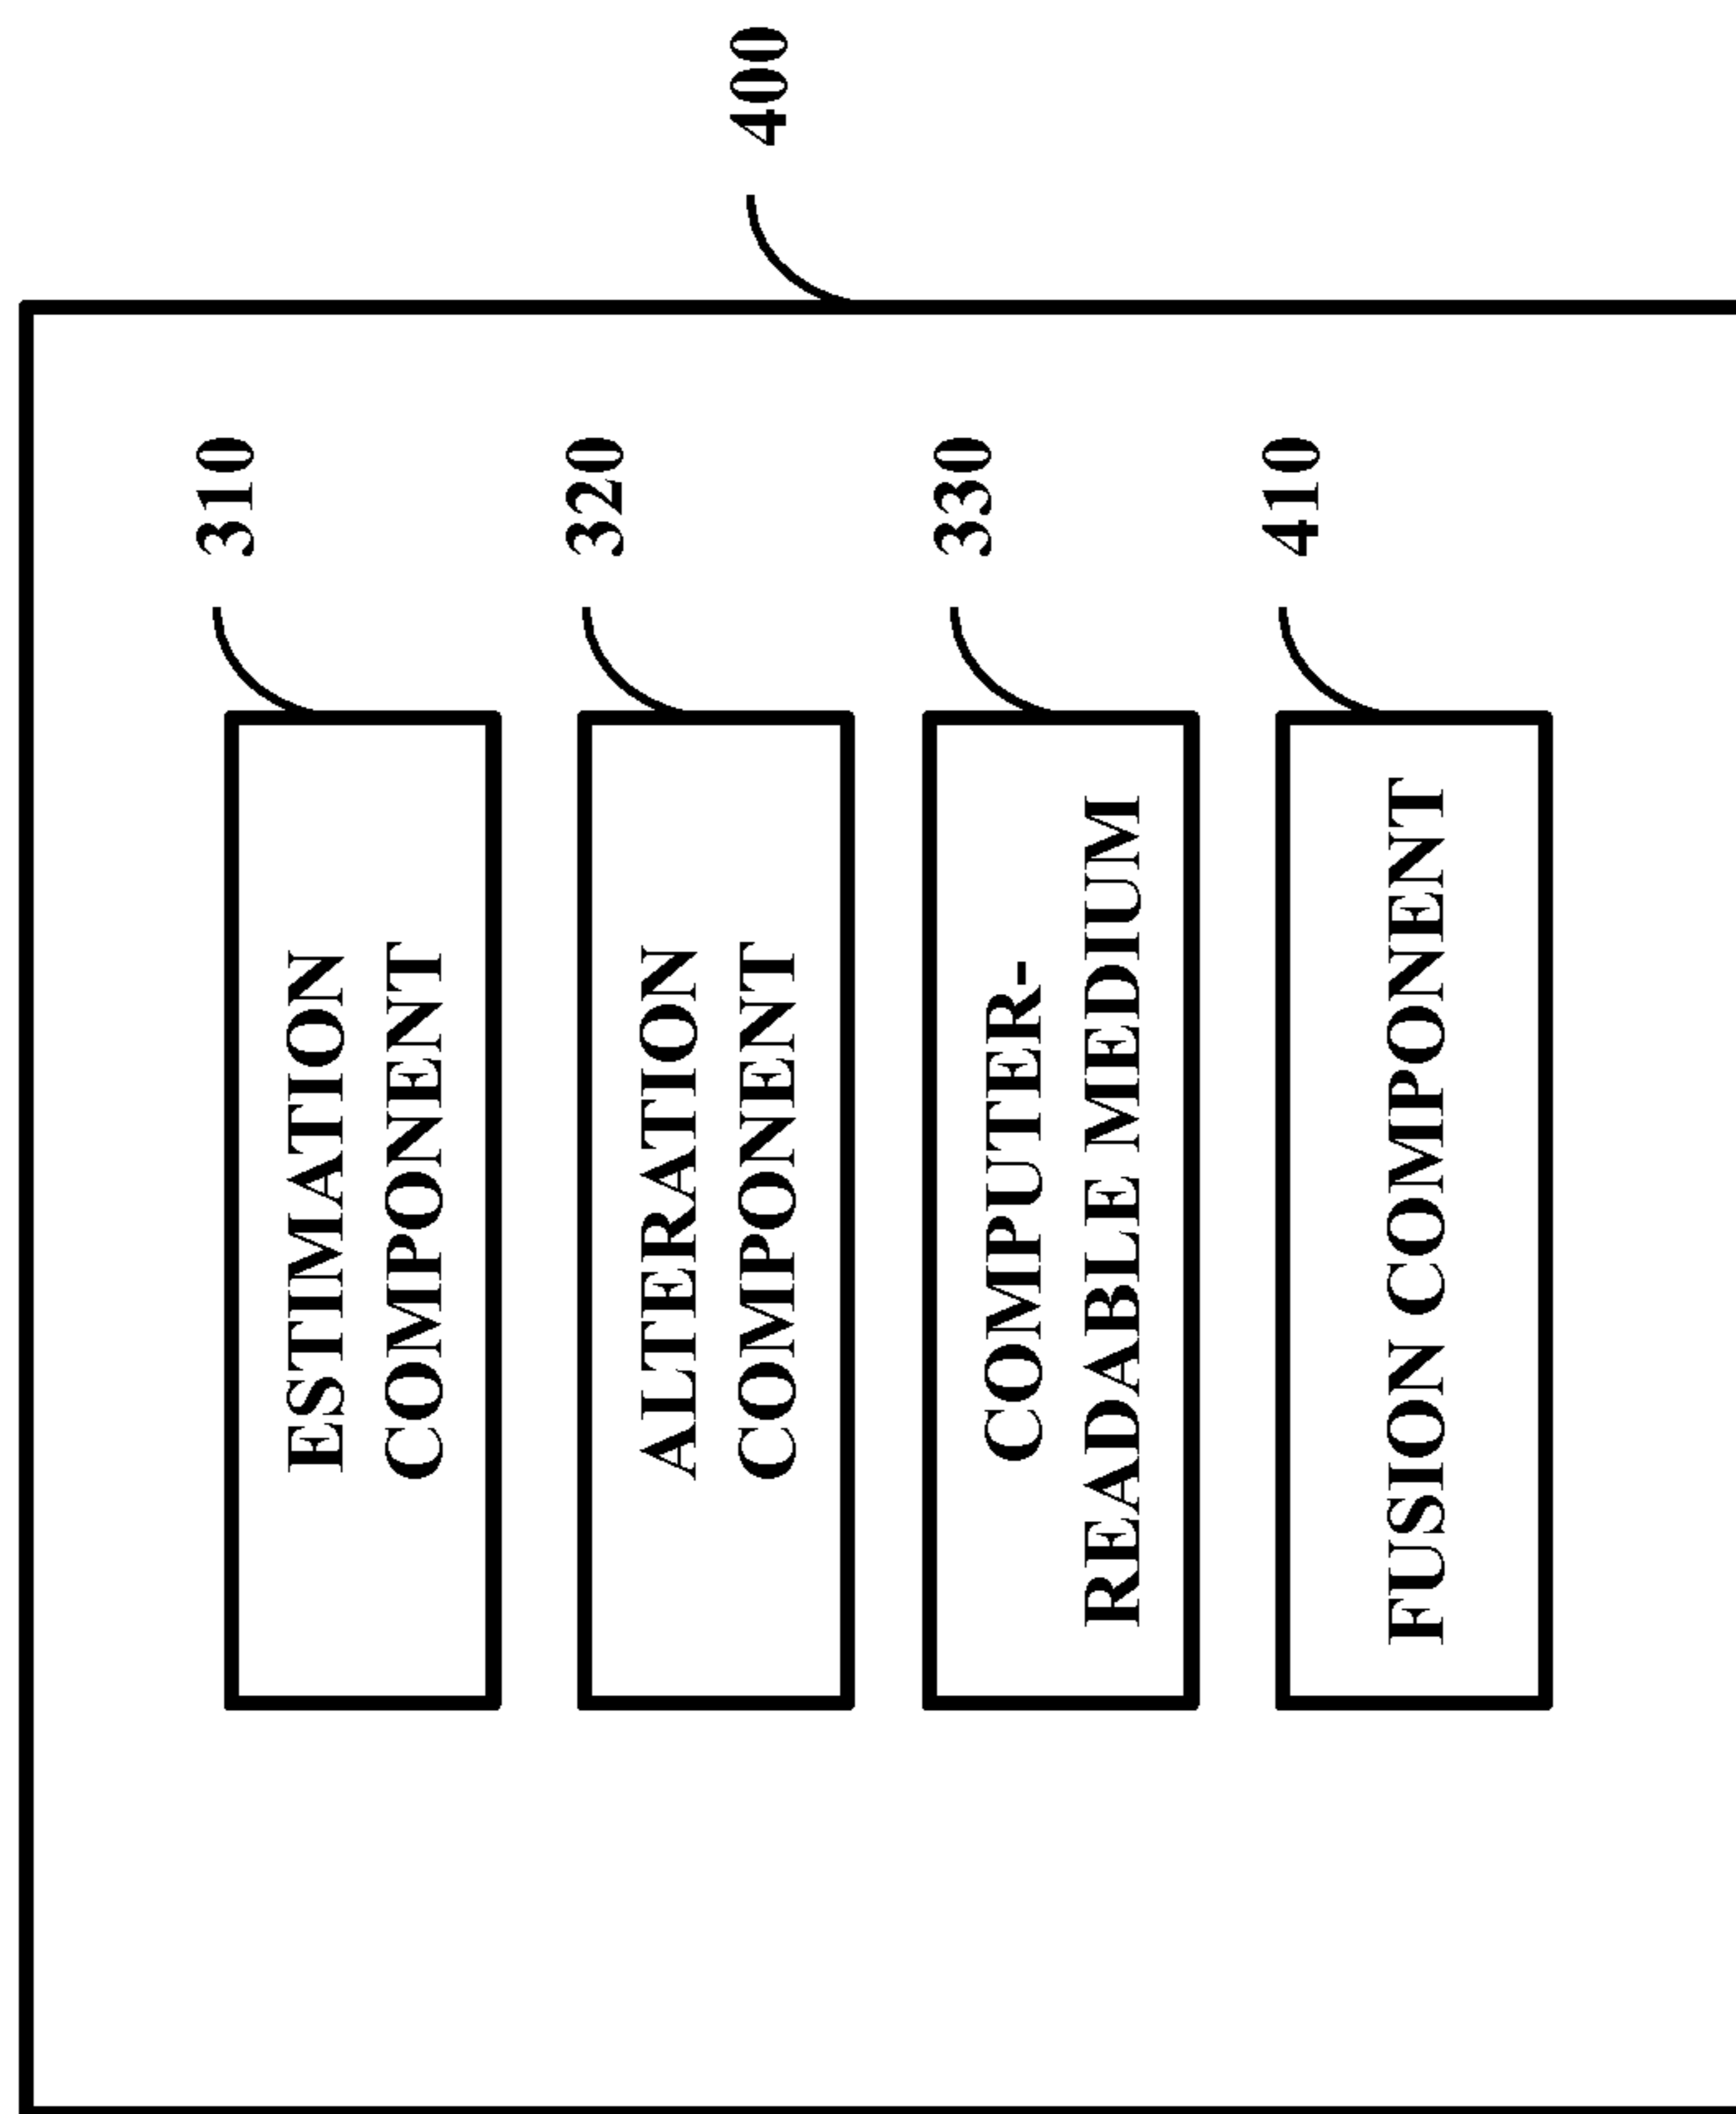 400
310
ESTIMATION
COMPONENT
320
ALTERATION
COMPONENT
330
COMPUTER-
READABLE MEDIUM
410
FUSION COMPONENT